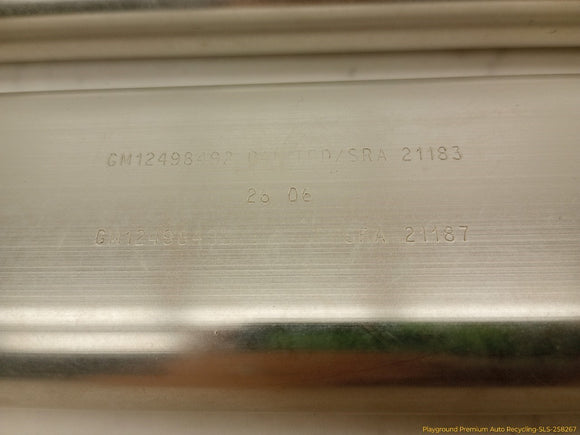 GM12498492 /SRA 21183
26 06
SRA 21187
Playground Premium Auto Recycling-SLS-258267